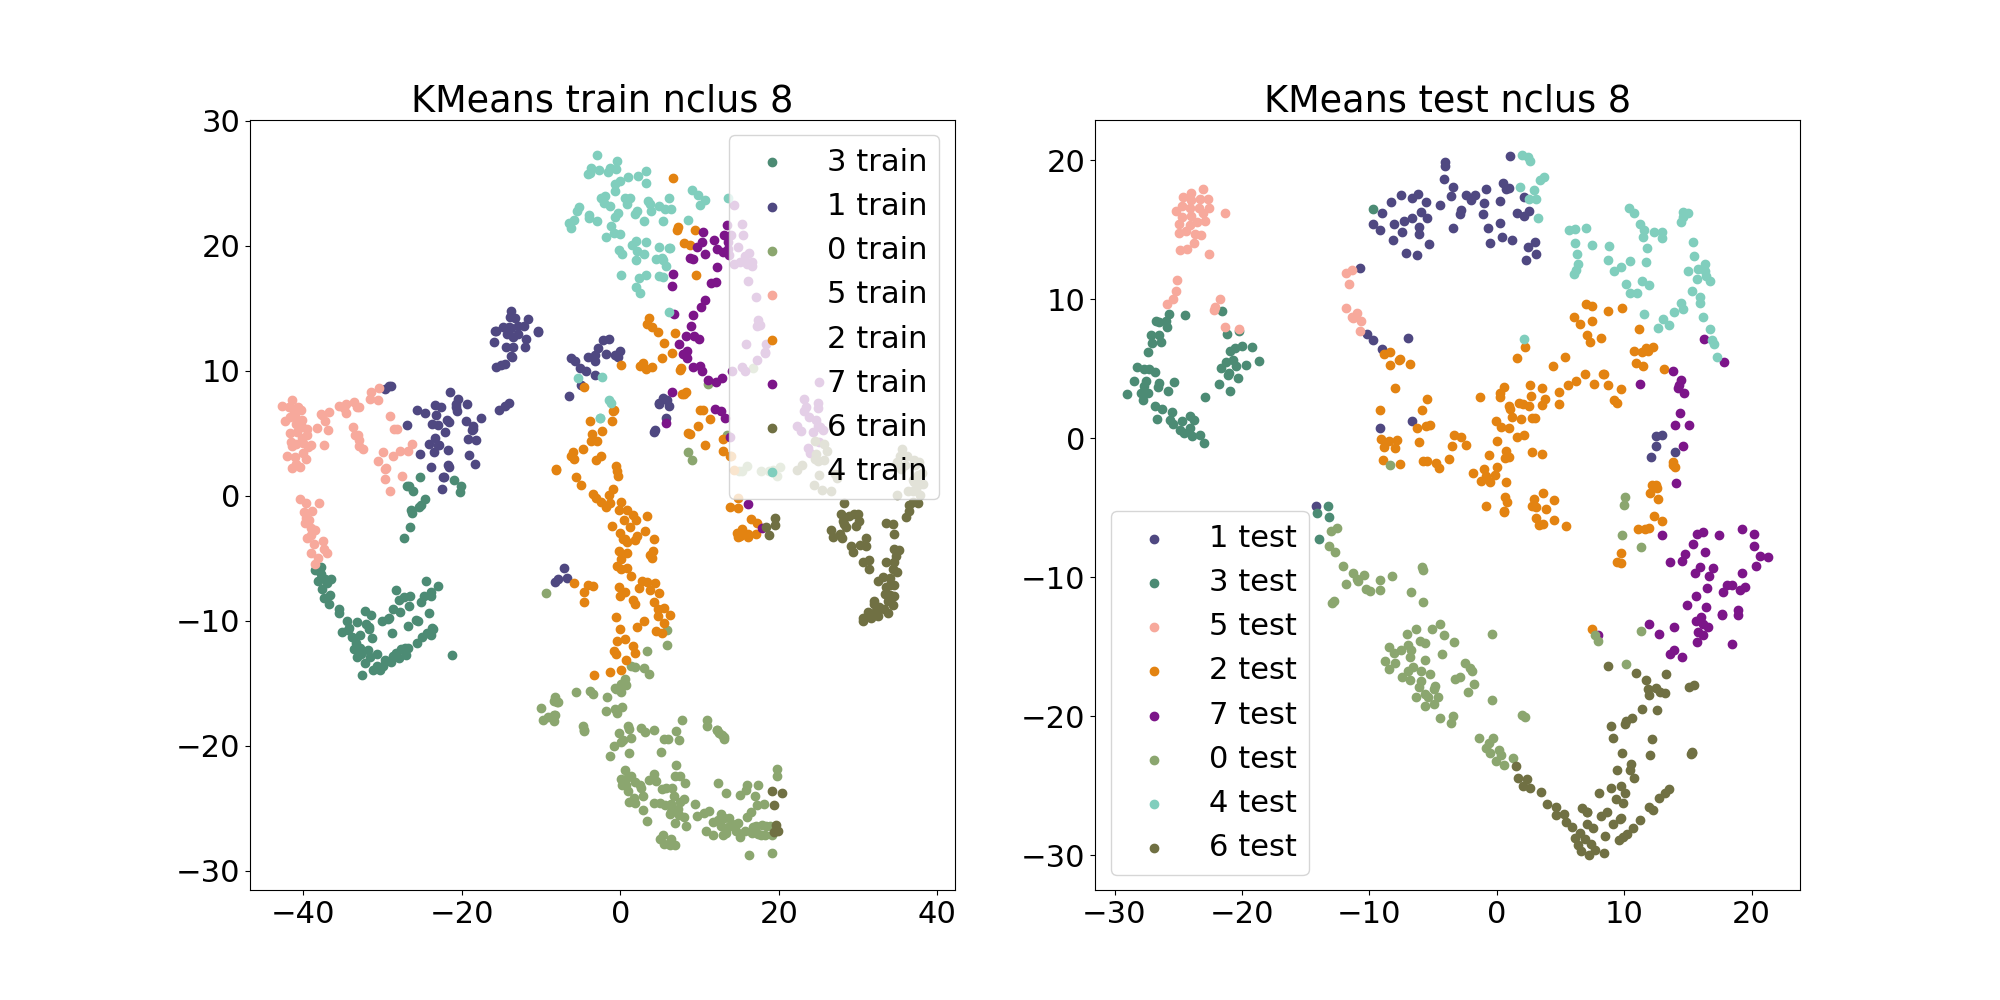 KMeans train nclus 8
30
20
10
0
−10
−20
−30
−40
−20
0
20
40
3 train
1 train
0 train
5 train
2 train
7 train
6 train
4 train
KMeans test nclus 8
20
10
0
−10
−20
−30
−30
−20
−10
0
10
20
1 test
3 test
5 test
2 test
7 test
0 test
4 test
6 test